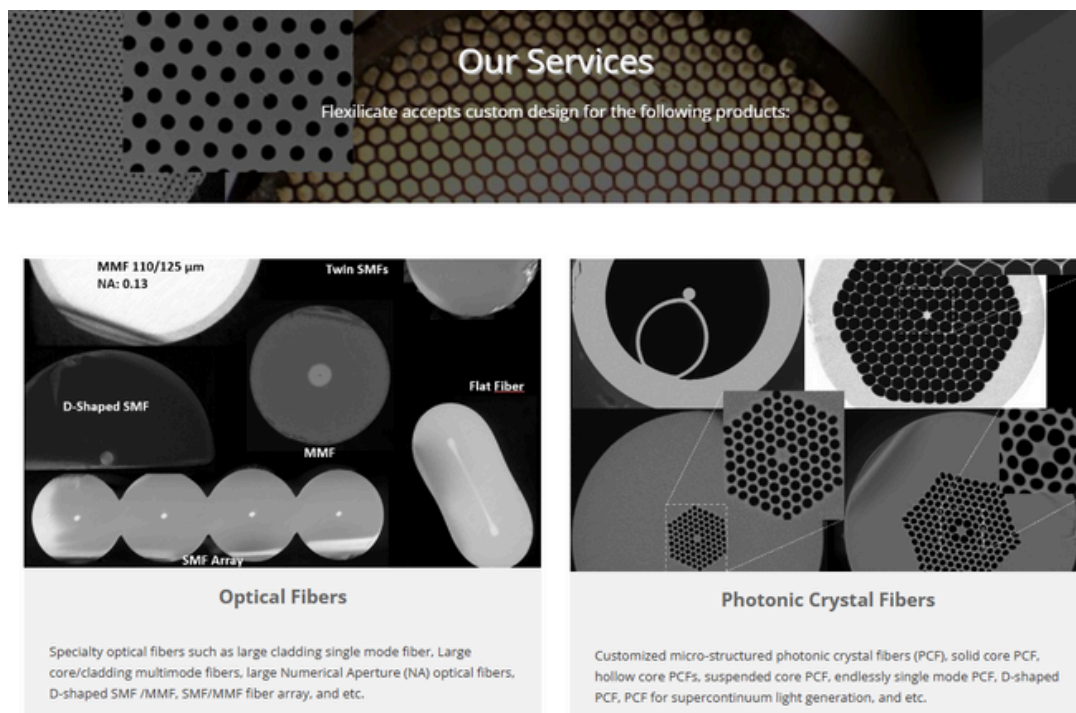 Our Services
Flexilicate accepts custom design for the following products:
MMF 110/125 µm
NA: 0.13
Twin SMFs
D-Shaped SMF
MMF
Flat Fiber
SMF Array
Optical Fibers
Specialty optical fibers such as large cladding single mode fiber, Large
core/cladding multimode fibers, large Numerical Aperture (NA) optical fibers,
D-shaped SMF /MMF, SMF/MMF fiber array, and etc.
Photonic Crystal Fibers
Customized micro-structured photonic crystal fibers (PCF), solid core PCF,
hollow core PCFs, suspended core PCF, endlessly single mode PCF, D-shaped
PCF, PCF for supercontinuum light generation, and etc.